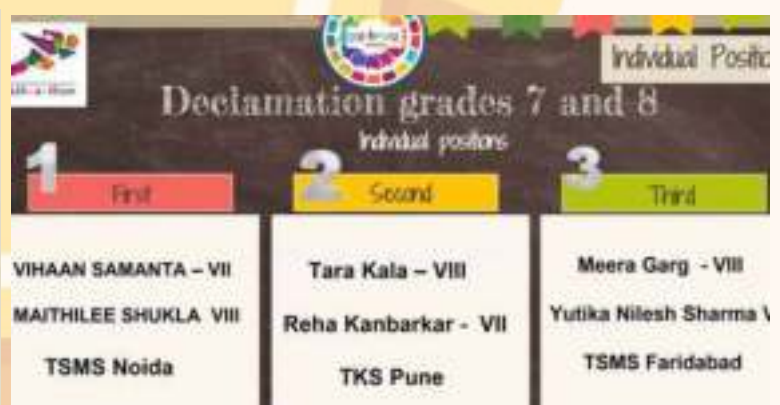 Individual Positio
Declamation grades 7 and 8
Individual positions
1
First
VIHAAN SAMANTA – VII
MAITHILEE SHUKLA VIII
TSMS Noida
2
Second
Tara Kala – VIII
Reha Kanbarkar - VII
TKS Pune
3
Third
Meera Garg - VIII
Yutika Nilesh Sharma V
TSMS Faridabad